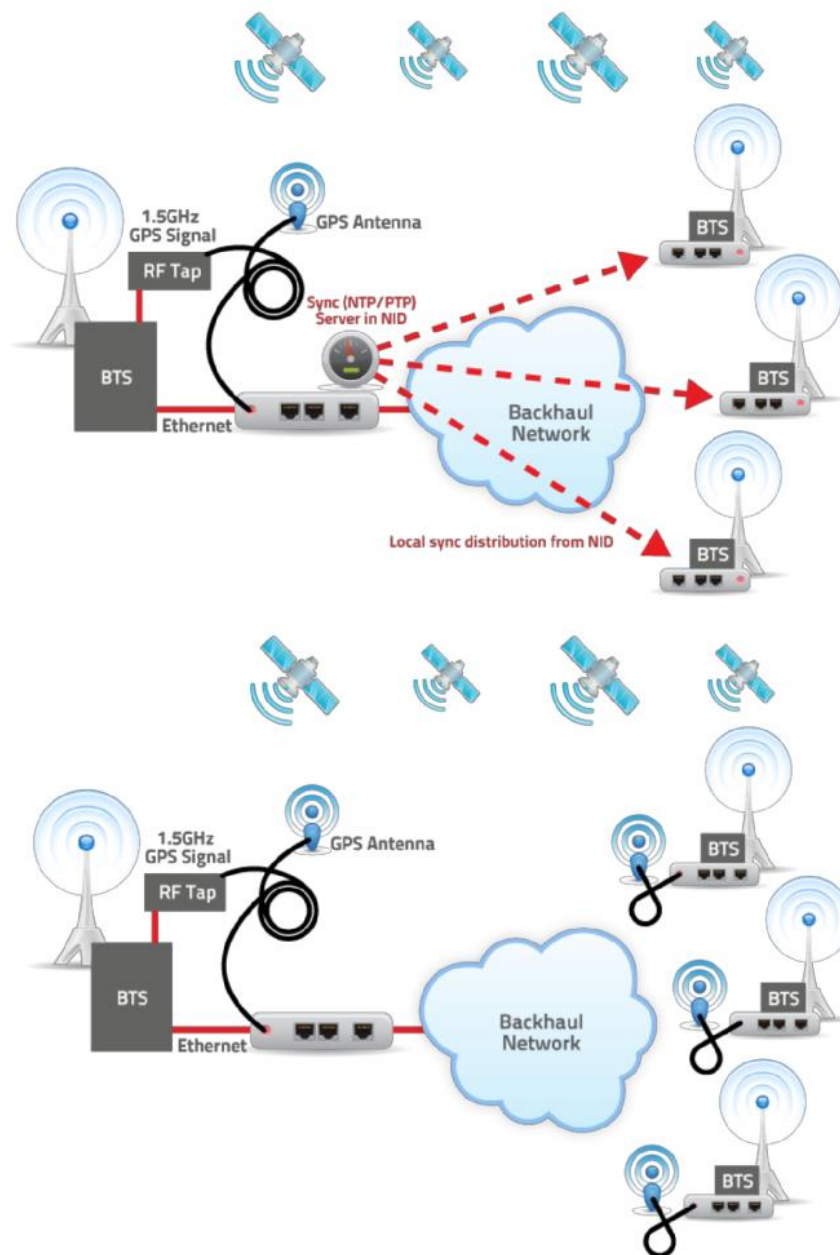 1.5GHz
GPS Signal
GPS Antenna
RF Tap
Sync (NTP/PTP)
Server in NID
BTS
Ethernet
Backhaul
Network
BTS
BTS
BTS
Local sync distribution from NID
1.5GHz
GPS Signal
GPS Antenna
RF Tap
BTS
Ethernet
Backhaul
Network
BTS
BTS
BTS